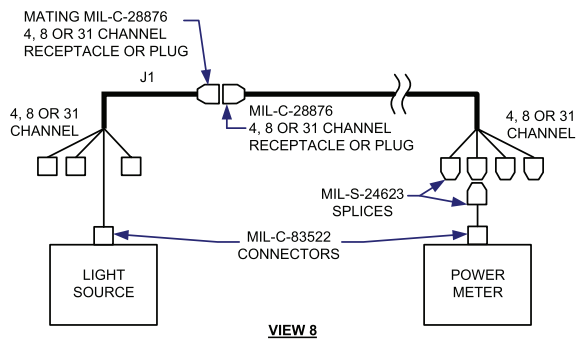 MATING MIL-C-28876
4, 8 OR 31 CHANNEL
RECEPTACLE OR PLUG
J1
4, 8 OR 31
CHANNEL
MIL-C-28876
4, 8 OR 31 CHANNEL
RECEPTACLE OR PLUG
4, 8 OR 31
CHANNEL
MIL-S-24623
SPLICES
MIL-C-83522
CONNECTORS
LIGHT
SOURCE
POWER
METER
VIEW 8